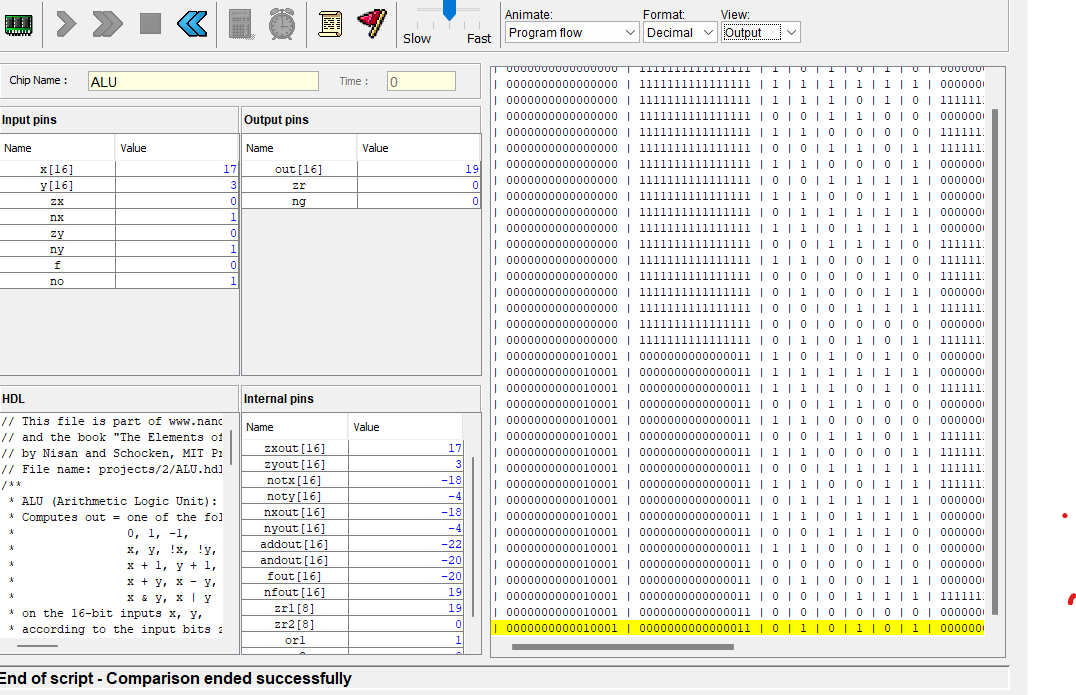 Slow
Fast
Animate:
Program flow
Format:
Decimal
View:
Output
Chip Name :
ALU
Time :
0
Input pins
Name Value
x[16] 17
y[16] 3
zx 0
nx 1
zy 0
ny 1
f 0
no 1
Output pins
Name Value
out[16] 19
zr 0
ng 0
HDL
// This file is part of www.nand
// and the book "The Elements of
// by Nisan and Schocken, MIT Pr
// File name: projects/2/ALU.hdl
/**
* ALU (Arithmetic Logic Unit):
* Computes out = one of the fol
* 0, 1, -1,
* x, y, !x, !y,
* x + 1, y + 1,
* x + y, x - y,
* x & y, x | y
* on the 16-bit inputs x, y,
* according to the input bits z
Internal pins
Name Value
zxout[16] 17
zyout[16] 3
notx[16] -18
noty[16] -4
nxout[16] -18
nyout[16] -4
addout[16] -22
andout[16] -20
fout[16] -20
nfout[16] 19
zr1[8] 19
zr2[8] 0
or1 1
| 0000000000000000 | 1111111111111111 | 1 | 0 | 1 | 0 | 1 | 0 | 000000
| 0000000000000000 | 1111111111111111 | 1 | 1 | 1 | 1 | 1 | 1 | 000000
| 0000000000000000 | 1111111111111111 | 1 | 1 | 1 | 0 | 1 | 0 | 111111
| 0000000000000000 | 1111111111111111 | 0 | 0 | 1 | 1 | 0 | 0 | 000000
| 0000000000000000 | 1111111111111111 | 1 | 1 | 0 | 0 | 0 | 0 | 111111
| 0000000000000000 | 1111111111111111 | 0 | 0 | 1 | 1 | 0 | 1 | 111111
| 0000000000000000 | 1111111111111111 | 1 | 1 | 0 | 0 | 0 | 1 | 000000
| 0000000000000000 | 1111111111111111 | 0 | 0 | 1 | 1 | 1 | 1 | 000000
| 0000000000000000 | 1111111111111111 | 1 | 1 | 0 | 0 | 1 | 1 | 000000
| 0000000000000000 | 1111111111111111 | 0 | 1 | 1 | 1 | 1 | 1 | 000000
| 0000000000000000 | 1111111111111111 | 1 | 1 | 0 | 1 | 1 | 1 | 000000
| 0000000000000000 | 1111111111111111 | 0 | 0 | 1 | 1 | 1 | 0 | 111111
| 0000000000000000 | 1111111111111111 | 1 | 1 | 0 | 0 | 1 | 0 | 111111
| 0000000000000000 | 1111111111111111 | 0 | 0 | 0 | 0 | 1 | 0 | 111111
| 0000000000000000 | 1111111111111111 | 0 | 1 | 0 | 0 | 1 | 1 | 000000
| 0000000000000000 | 1111111111111111 | 0 | 0 | 0 | 1 | 1 | 1 | 111111
| 0000000000000000 | 1111111111111111 | 0 | 0 | 0 | 0 | 0 | 0 | 000000
| 0000000000000000 | 1111111111111111 | 0 | 1 | 0 | 1 | 0 | 1 | 111111
| 0000000000010001 | 0000000000000011 | 1 | 0 | 1 | 0 | 1 | 0 | 000000
| 0000000000010001 | 0000000000000011 | 1 | 1 | 1 | 1 | 1 | 1 | 000000
| 0000000000010001 | 0000000000000011 | 1 | 1 | 1 | 0 | 1 | 0 | 111111
| 0000000000010001 | 0000000000000011 | 0 | 0 | 1 | 1 | 0 | 0 | 000000
| 0000000000010001 | 0000000000000011 | 1 | 1 | 0 | 0 | 0 | 0 | 000000
| 0000000000010001 | 0000000000000011 | 0 | 0 | 1 | 1 | 0 | 1 | 111111
| 0000000000010001 | 0000000000000011 | 1 | 1 | 0 | 0 | 0 | 1 | 111111
| 0000000000010001 | 0000000000000011 | 0 | 0 | 1 | 1 | 1 | 1 | 111111
| 0000000000010001 | 0000000000000011 | 1 | 1 | 0 | 0 | 1 | 1 | 111111
| 0000000000010001 | 0000000000000011 | 0 | 1 | 1 | 1 | 1 | 1 | 000000
| 0000000000010001 | 0000000000000011 | 1 | 1 | 0 | 1 | 1 | 1 | 000000
| 0000000000010001 | 0000000000000011 | 0 | 0 | 1 | 1 | 1 | 0 | 000000
| 0000000000010001 | 0000000000000011 | 1 | 1 | 0 | 0 | 1 | 0 | 000000
| 0000000000010001 | 0000000000000011 | 0 | 0 | 0 | 0 | 1 | 0 | 000000
| 0000000000010001 | 0000000000000011 | 0 | 1 | 0 | 0 | 1 | 1 | 000000
| 0000000000010001 | 0000000000000011 | 0 | 0 | 0 | 1 | 1 | 1 | 111111
| 0000000000010001 | 0000000000000011 | 0 | 0 | 0 | 0 | 0 | 0 | 000000
| 0000000000010001 | 0000000000000011 | 0 | 1 | 0 | 1 | 0 | 1 | 000000
End of script - Comparison ended successfully